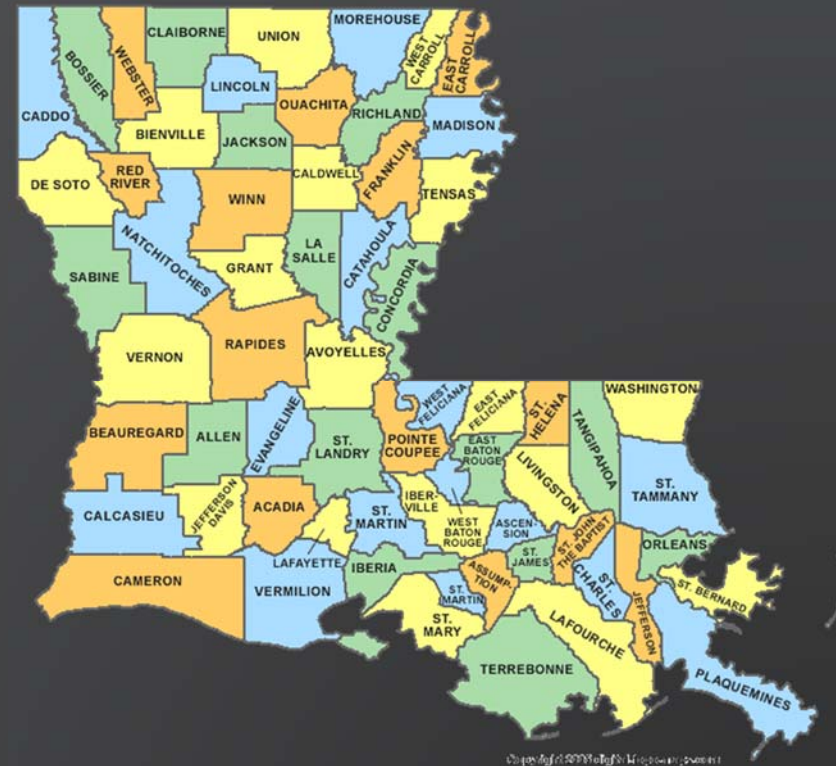 MOREHOUSE
CLAIBORNE
UNION
WEST
CARROLL
EAST
CARROLL
BOSSIER
WEBSTER
LINCOLN
OUACHITA
RICHLAND
CADDO
MADISON
BIENVILLE
JACKSON
FRANKLIN
CALDWELL
RED
RIVER
DE SOTO
TENSAS
WINN
NATCHITOCHES
CATAHOULA
LA
SALLE
GRANT
SABINE
CONCORDIA
VERNON
RAPIDES
AVOYELLES
WEST
FELICIANA
EAST
FELICIANA
ST.
HELENA
WASHINGTON
TANGIPAHOA
BEAUREGARD
ALLEN
EVANGELINE
ST.
LANDRY
POINTE
COUPEE
EAST
BATON
ROUGE
LIVINGSTON
ST.
TAMMANY
CALCASIEU
JEFFERSON
DAVIS
ACADIA
ST.
MARTIN
IBER-
VILLE
WEST
BATON
ROUGE
ASCEN-
SION
ST. JOHN
THE BAPTIST
ORLEANS
LAFAYETTE
IBERIA
ST.
JAMES
CAMERON
VERMILION
ASSUMP-
TION
ST.
MARTIN
ST.
CHARLES
JEFFERSON
ST. BERNARD
ST.
MARY
LAFOURCHE
TERREBONNE
PLAQUEMINES